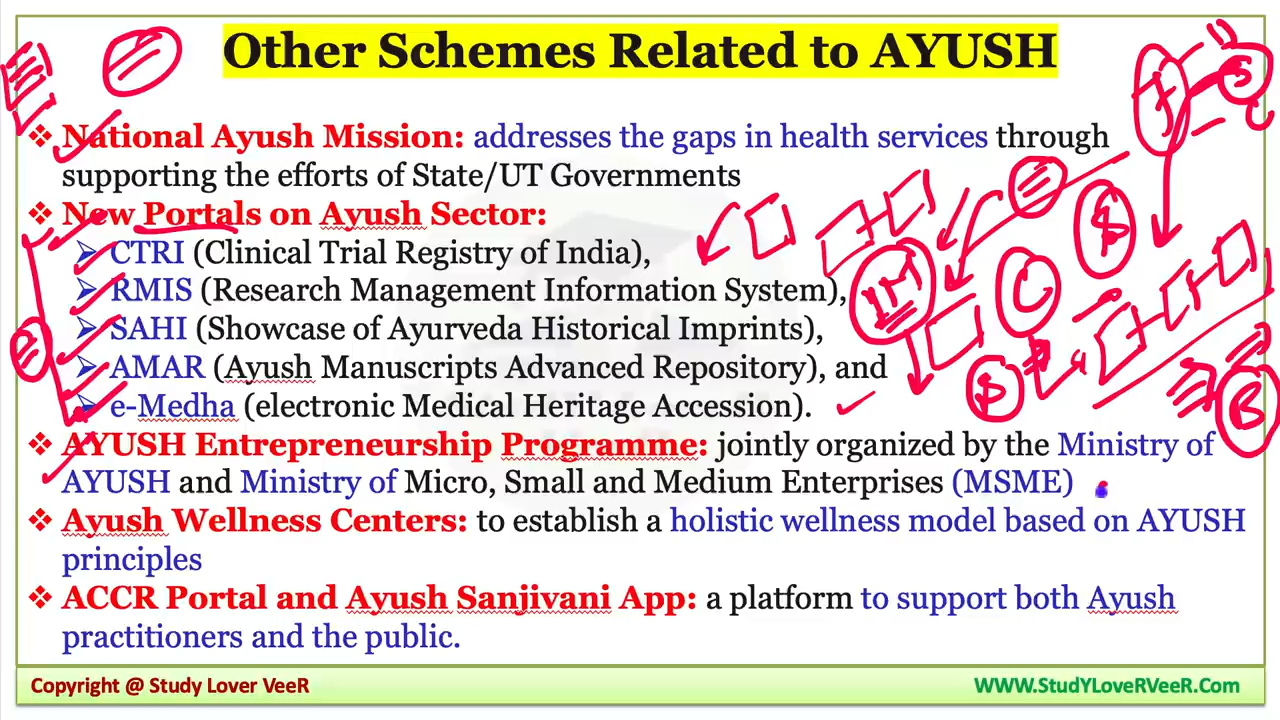 Other Schemes Related to AYUSH
❖ National Ayush Mission: addresses the gaps in health services through
supporting the efforts of State/UT Governments
❖ New Portals on Ayush Sector:
➢ CTRI (Clinical Trial Registry of India),
➢ RMIS (Research Management Information System),
➢ SAHI (Showcase of Ayurveda Historical Imprints),
➢ AMAR (Ayush Manuscripts Advanced Repository), and
➢ e-Medha (electronic Medical Heritage Accession).
❖ AYUSH Entrepreneurship Programme: jointly organized by the Ministry of
AYUSH and Ministry of Micro, Small and Medium Enterprises (MSME)
❖ Ayush Wellness Centers: to establish a holistic wellness model based on AYUSH
principles
❖ ACCR Portal and Ayush Sanjivani App: a platform to support both Ayush
practitioners and the public.
Copyright @ Study Lover VeeR
WWW.StudYLoveRVeeR.Com